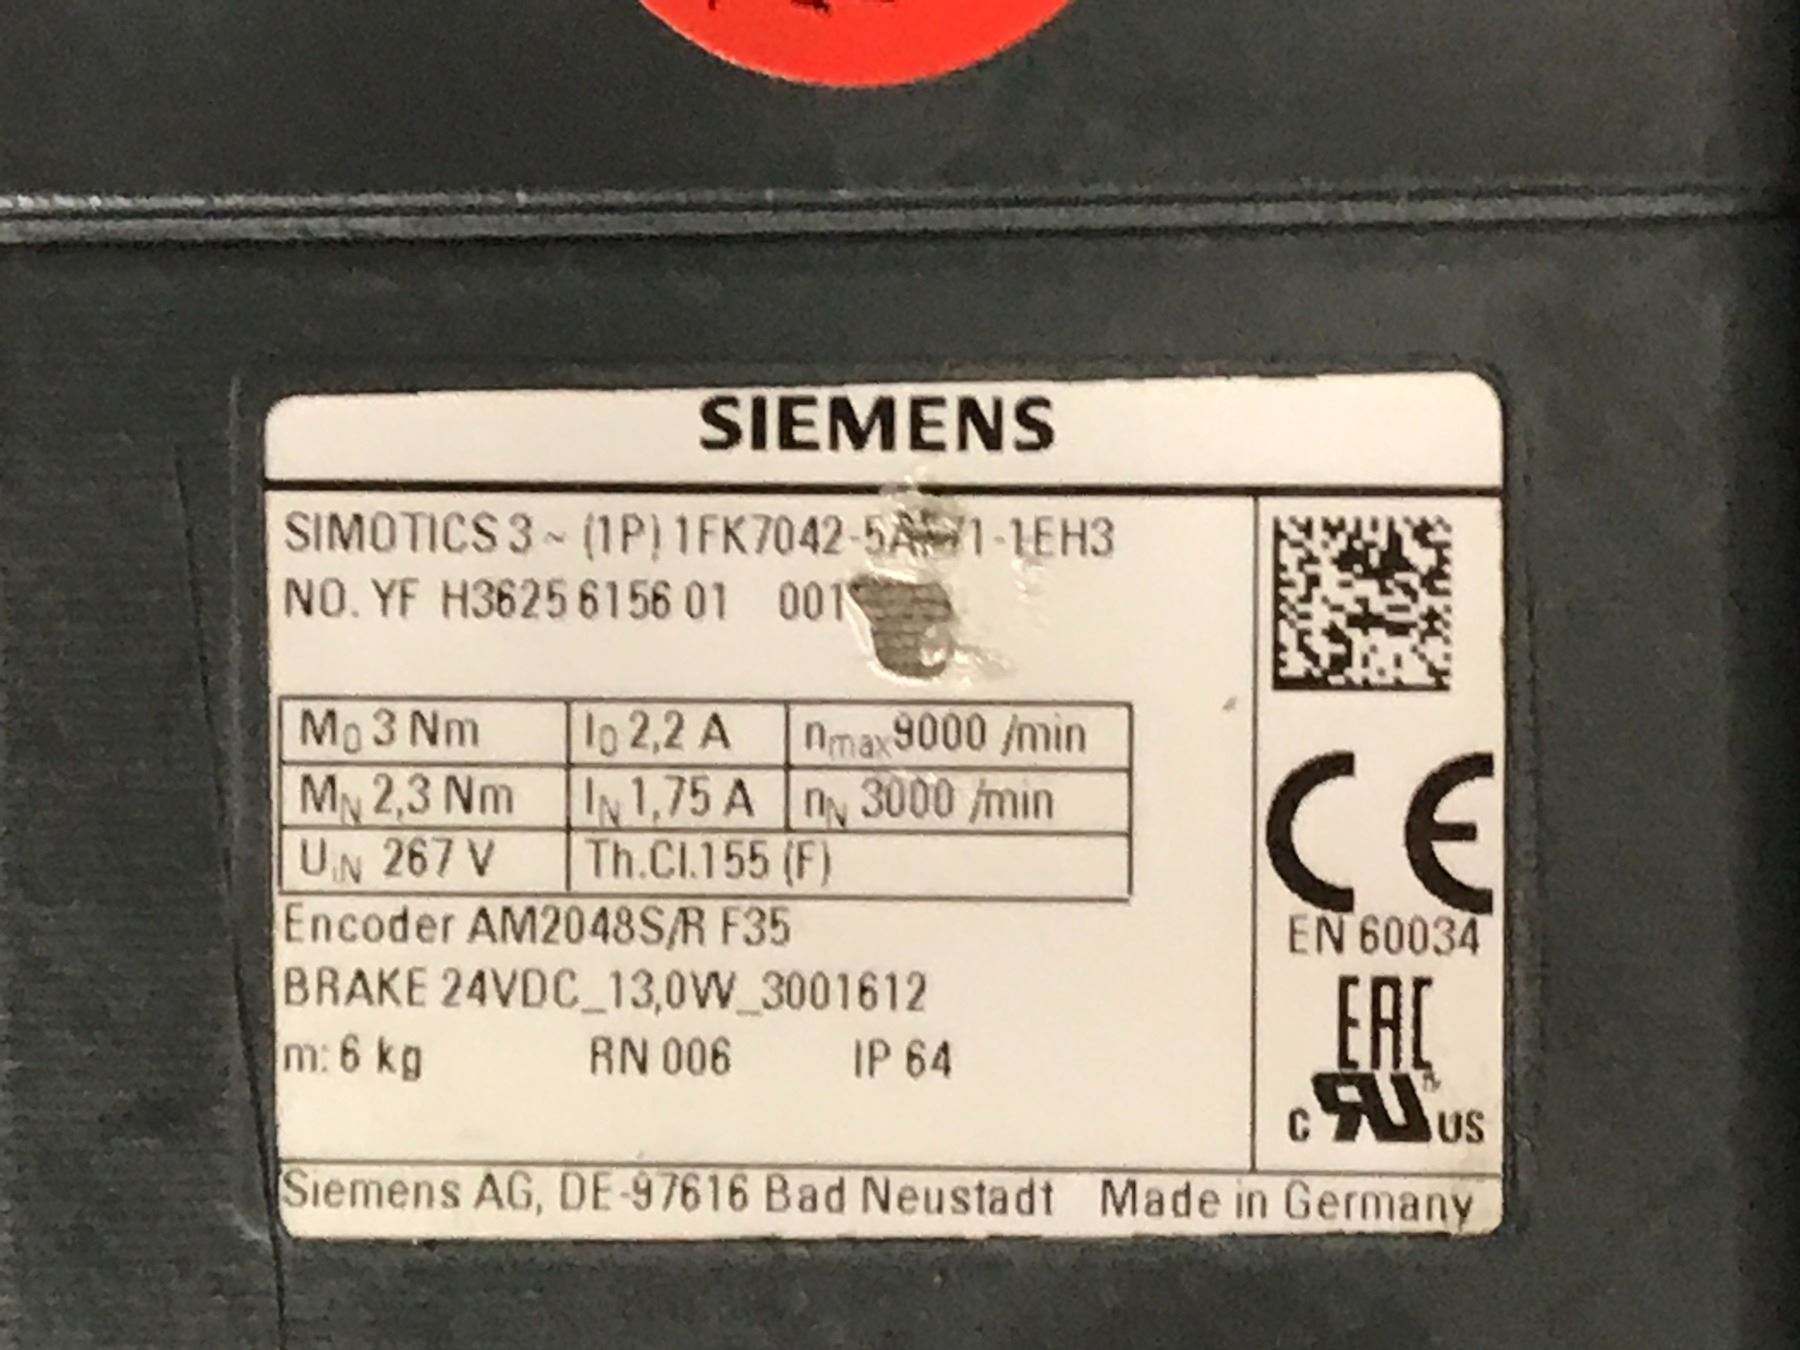 SIEMENS
SIMOTICS 3 ~ (1P)
NO. YF H3625 6156 01
M0 3 Nm I0 2,2 A nmax 9000 /min
MN 2,3 Nm IN 1,75 A nN 3000 /min
UiN 267 V Th.Cl.155 (F)
Encoder AM2048S/R F35
BRAKE 24VDC_13,0W_3001612
m: 6 kg RN 006 IP 64
CE
EN 60034
EAC
c RU US
Siemens AG, DE-97616 Bad Neustadt Made in Germany